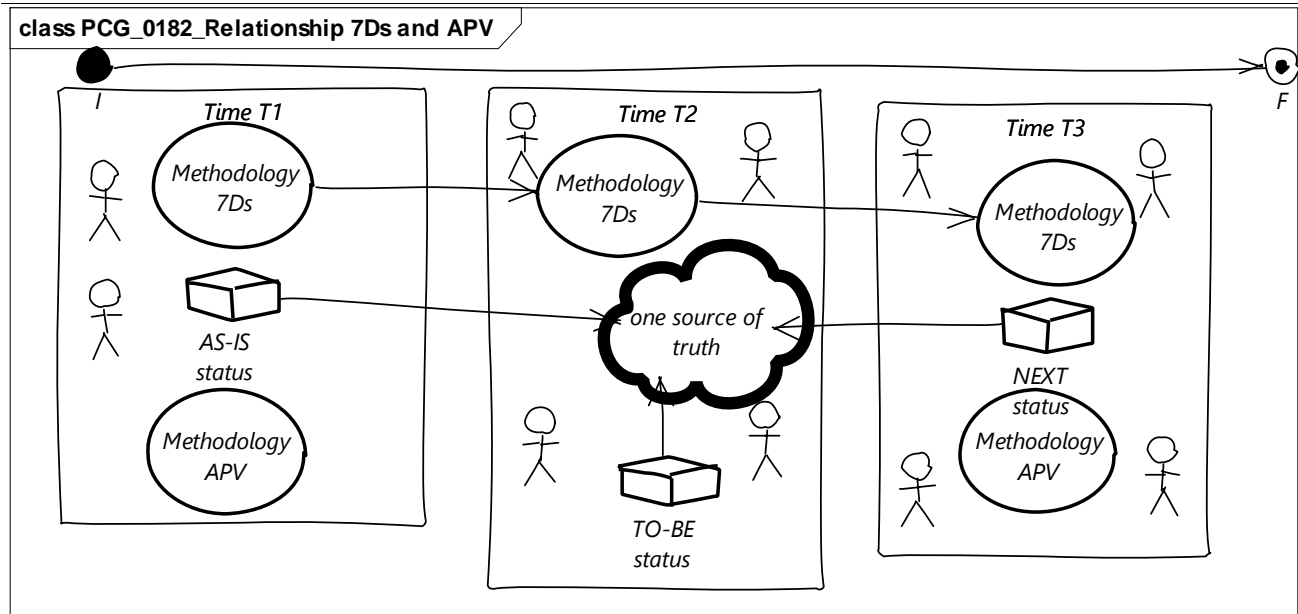 class PCG_0182_Relationship 7Ds and APV
I
F
Time T1
Methodology
7Ds
AS-IS
status
Methodology
APV
Time T2
Methodology
7Ds
one source of
truth
TO-BE
status
Time T3
Methodology
7Ds
NEXT
status
Methodology
APV